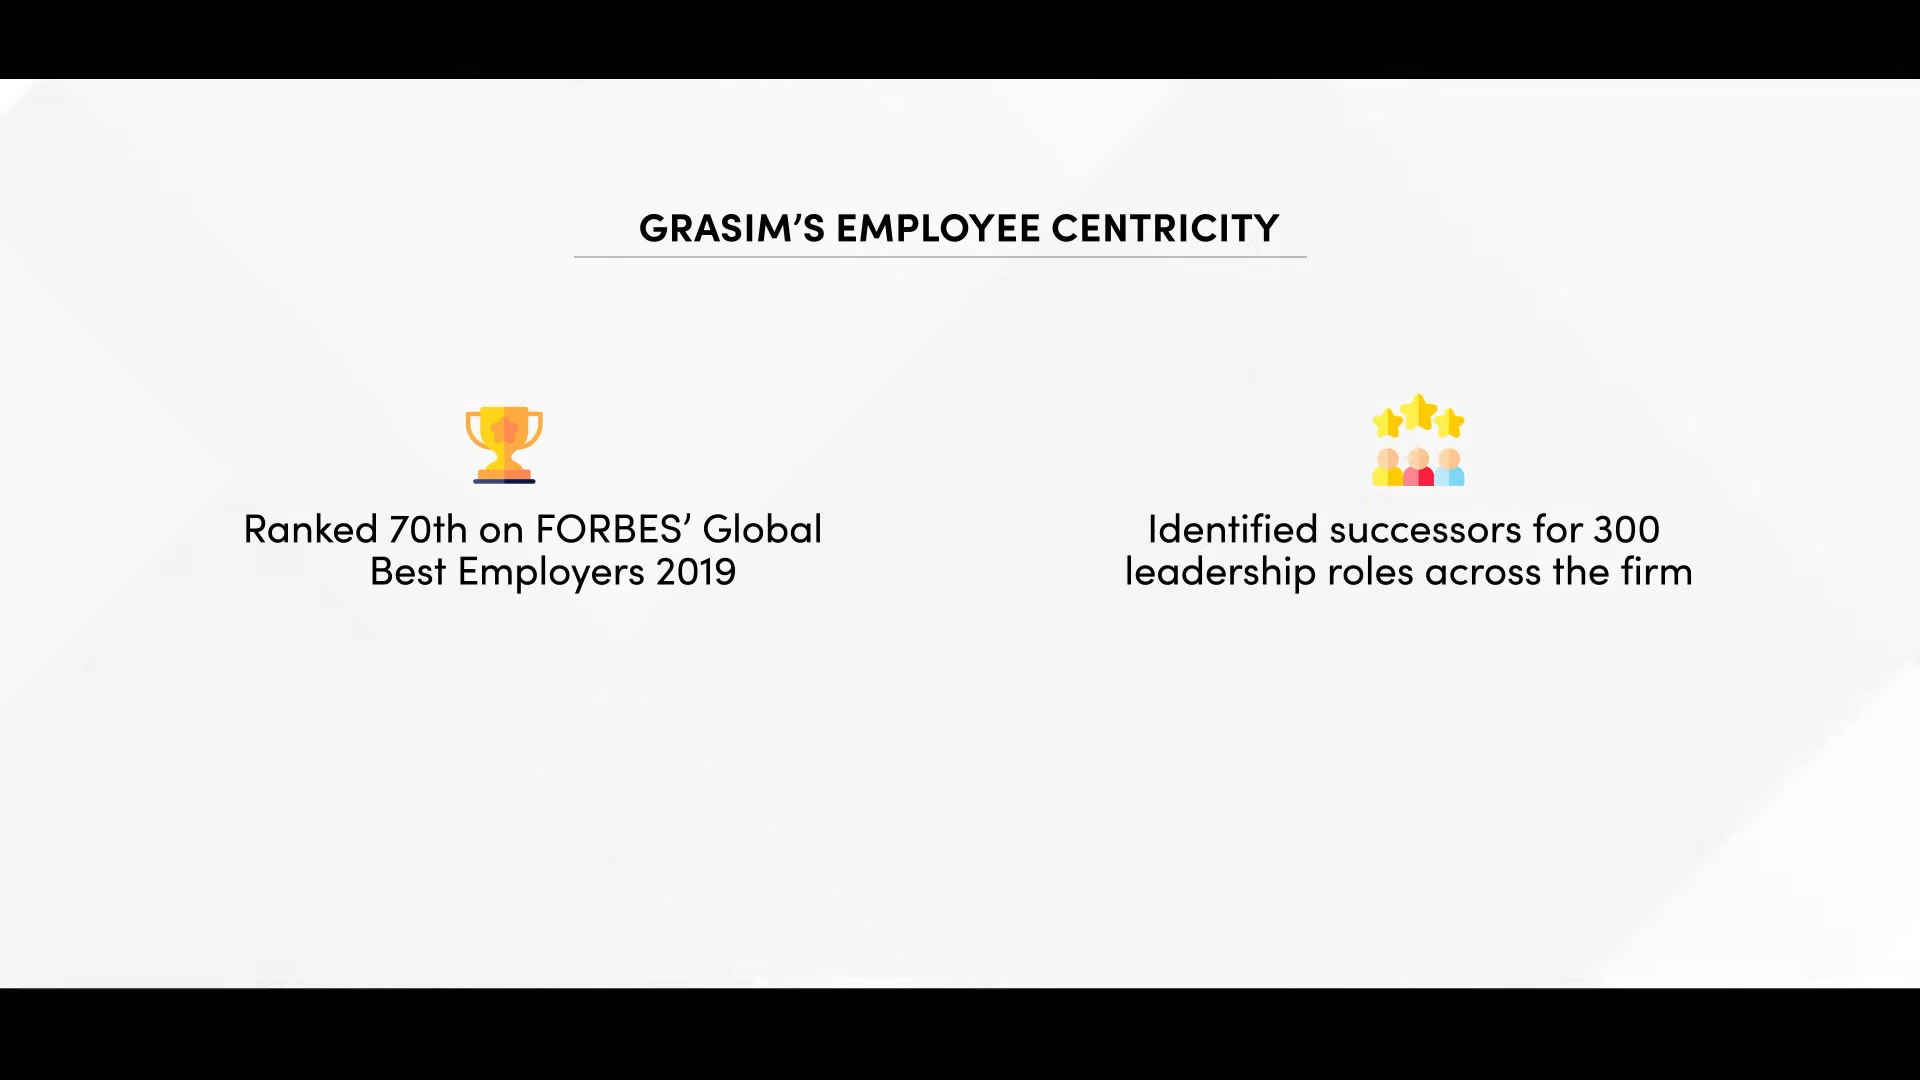 GRASIM’S EMPLOYEE CENTRICITY
Ranked 70th on FORBES’ Global
Best Employers 2019
Identified successors for 300
leadership roles across the firm